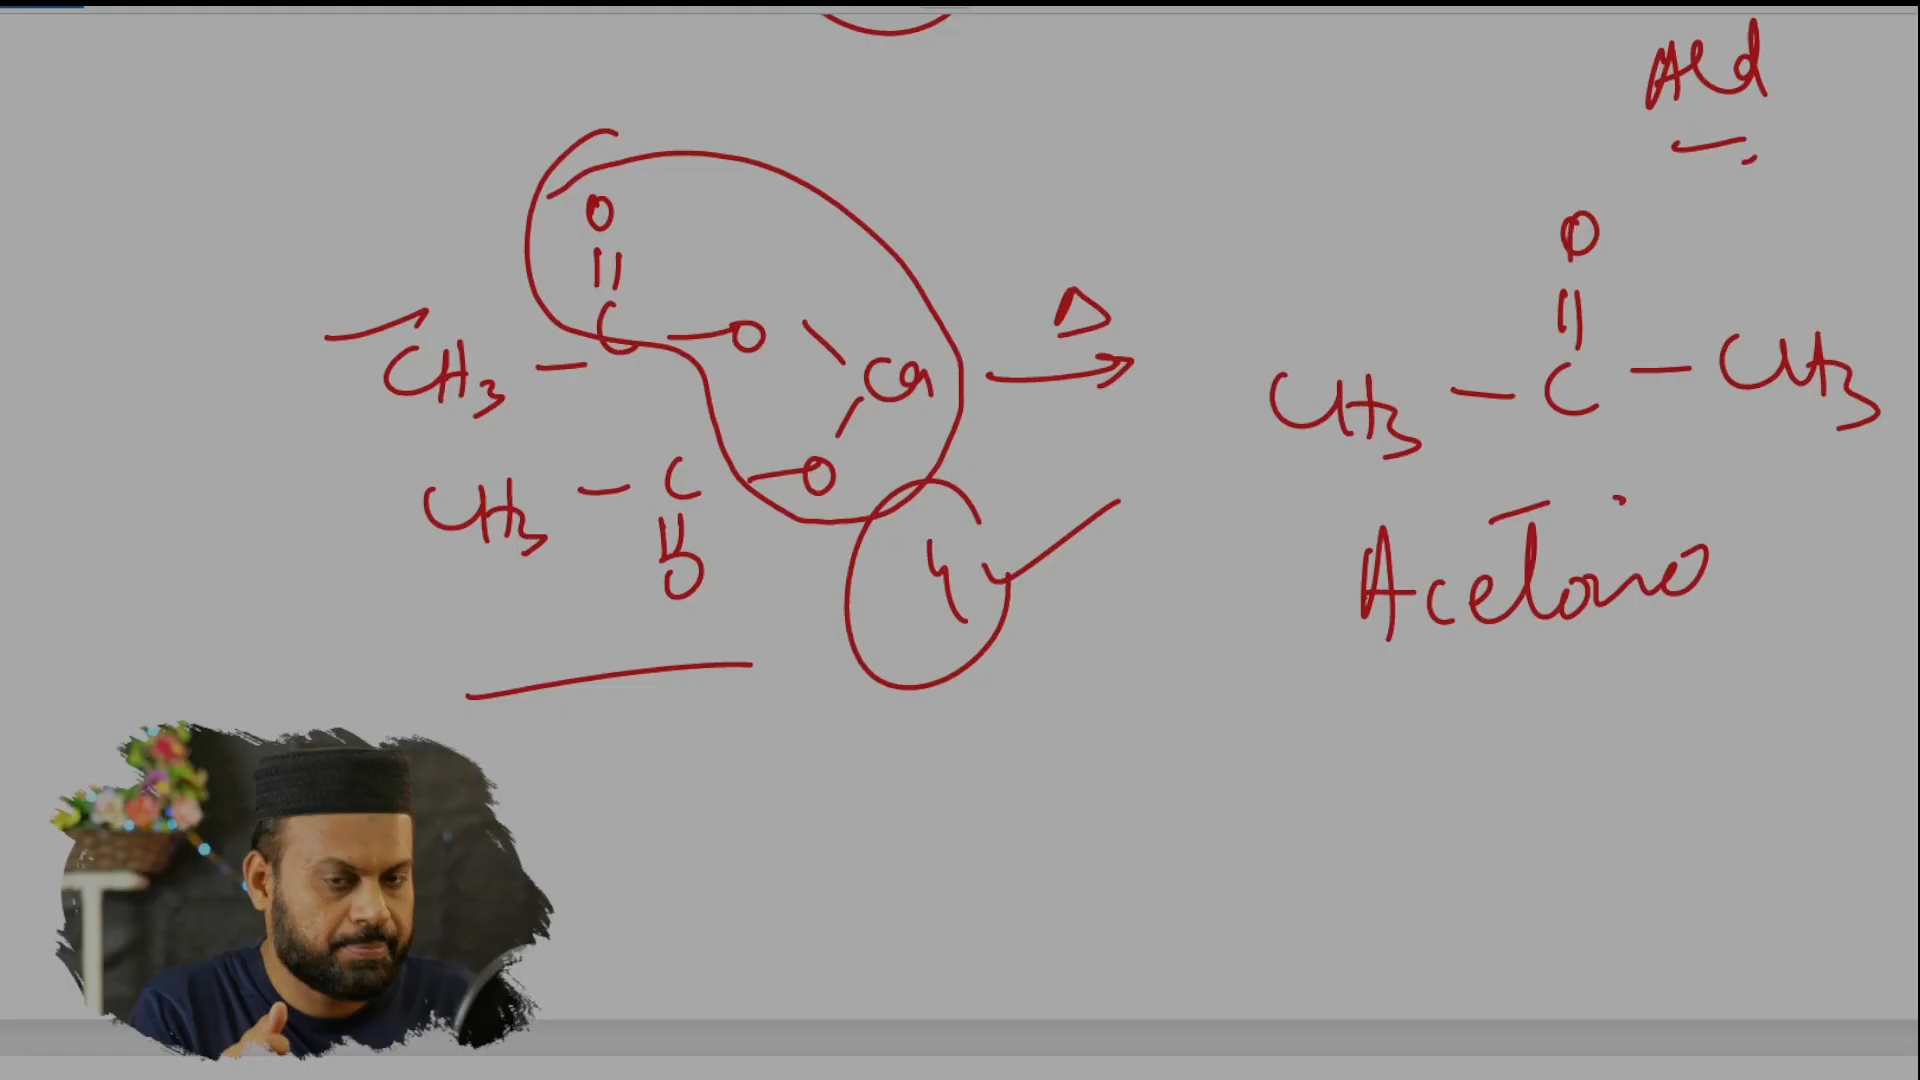 Ald
O
||
C — O
CH3 —
Ca
CH3 — C — O
||
O
Δ
→
O
||
CH3 — C — CH3
Acetone